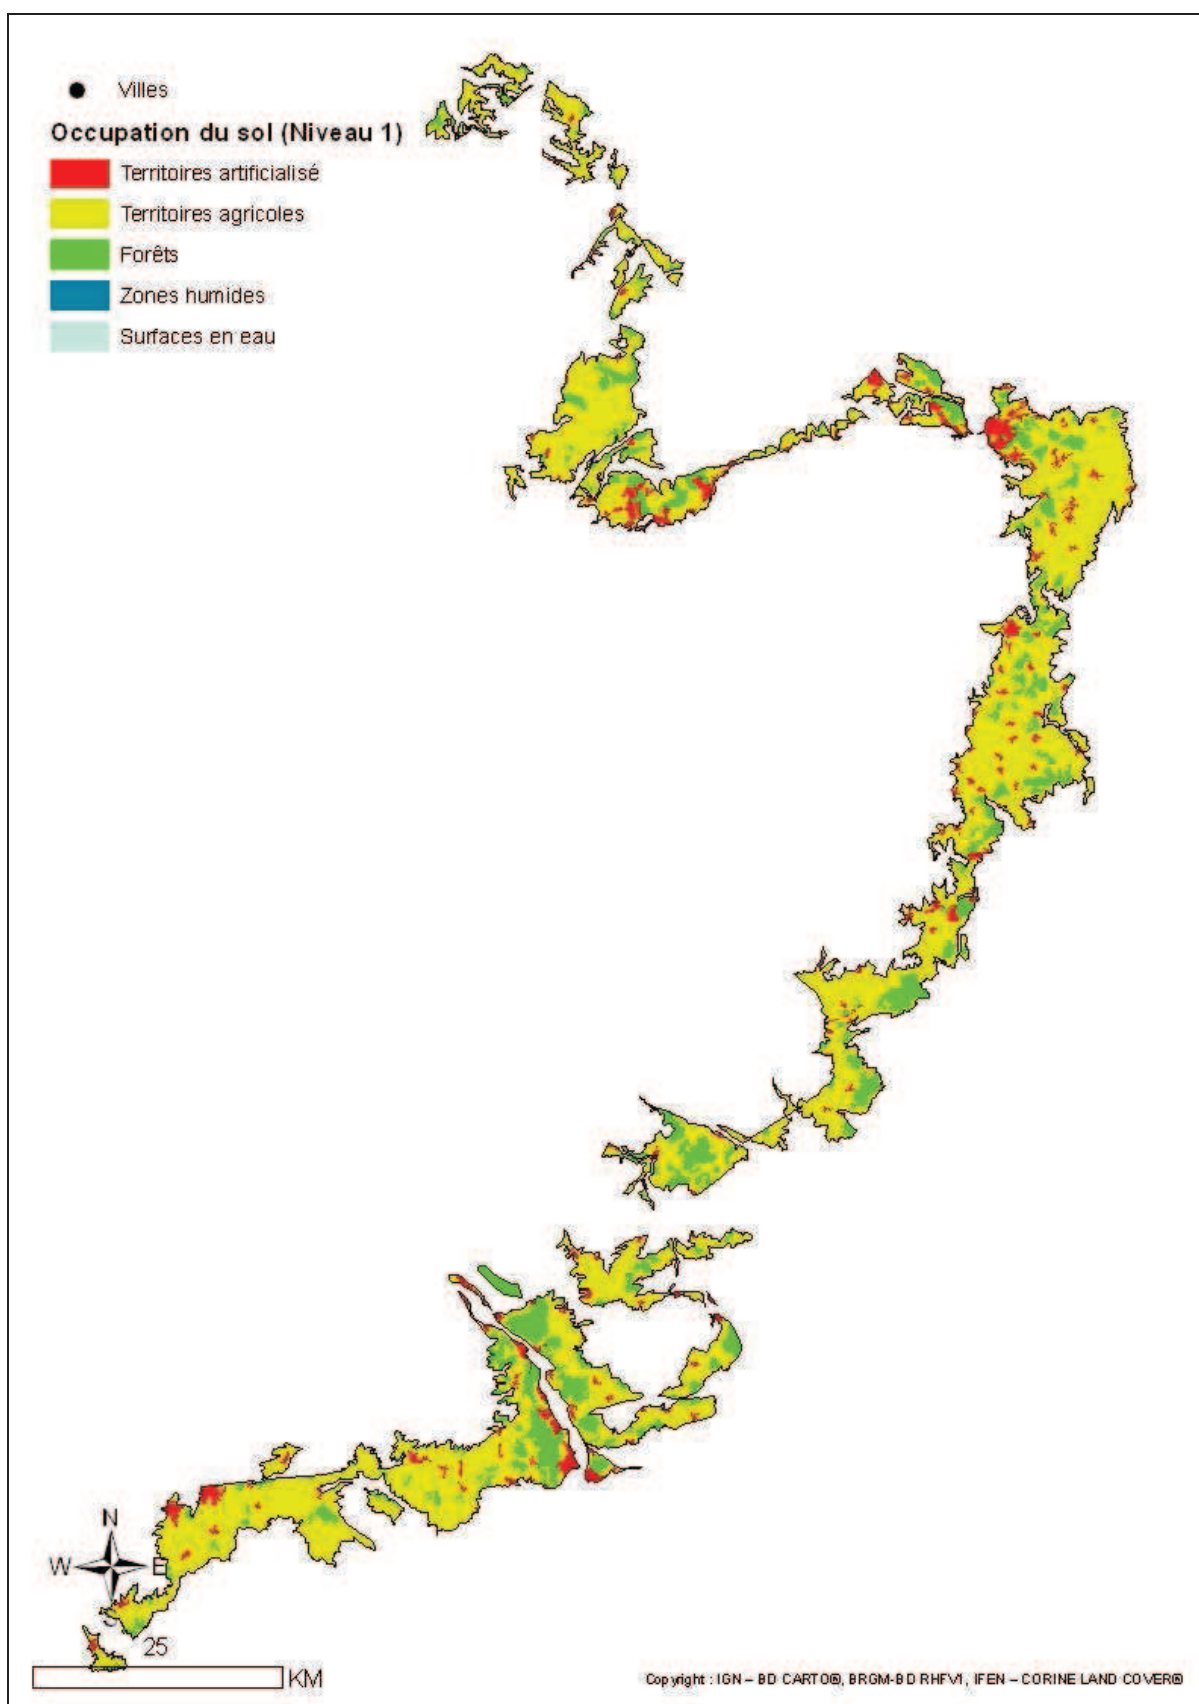 Villes
Occupation du sol (Niveau 1)
Territoires artificialisé
Territoires agricoles
Forêts
Zones humides
Surfaces en eau
N
W E
S
25
KM
Copyright : IGN – BD CARTO®, BRGM-BD RHFV1, IFEN – CORINE LAND COVER®